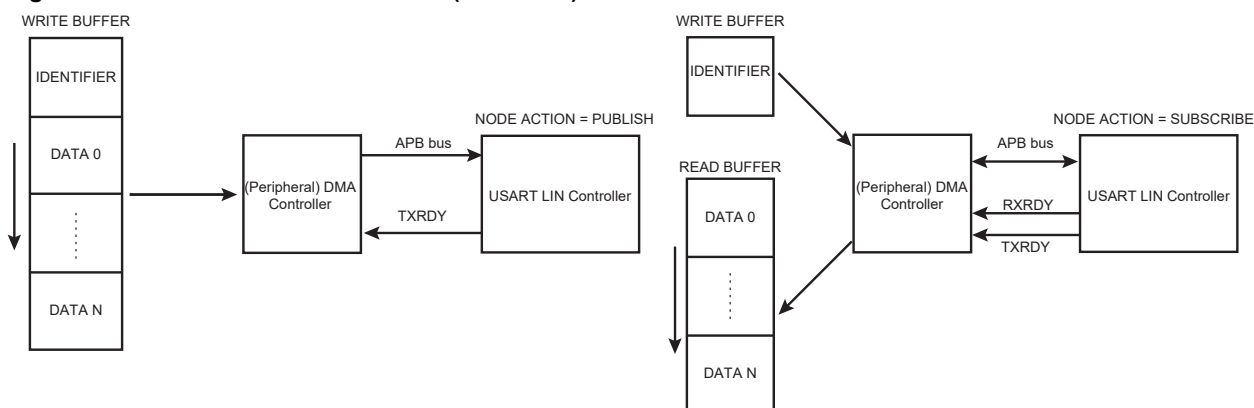 WRITE BUFFER
IDENTIFIER
DATA 0
DATA N
(Peripheral) DMA
Controller
APB bus
TXRDY
NODE ACTION = PUBLISH
USART LIN Controller
WRITE BUFFER
IDENTIFIER
READ BUFFER
DATA 0
DATA N
(Peripheral) DMA
Controller
APB bus
RXRDY
TXRDY
NODE ACTION = SUBSCRIBE
USART LIN Controller